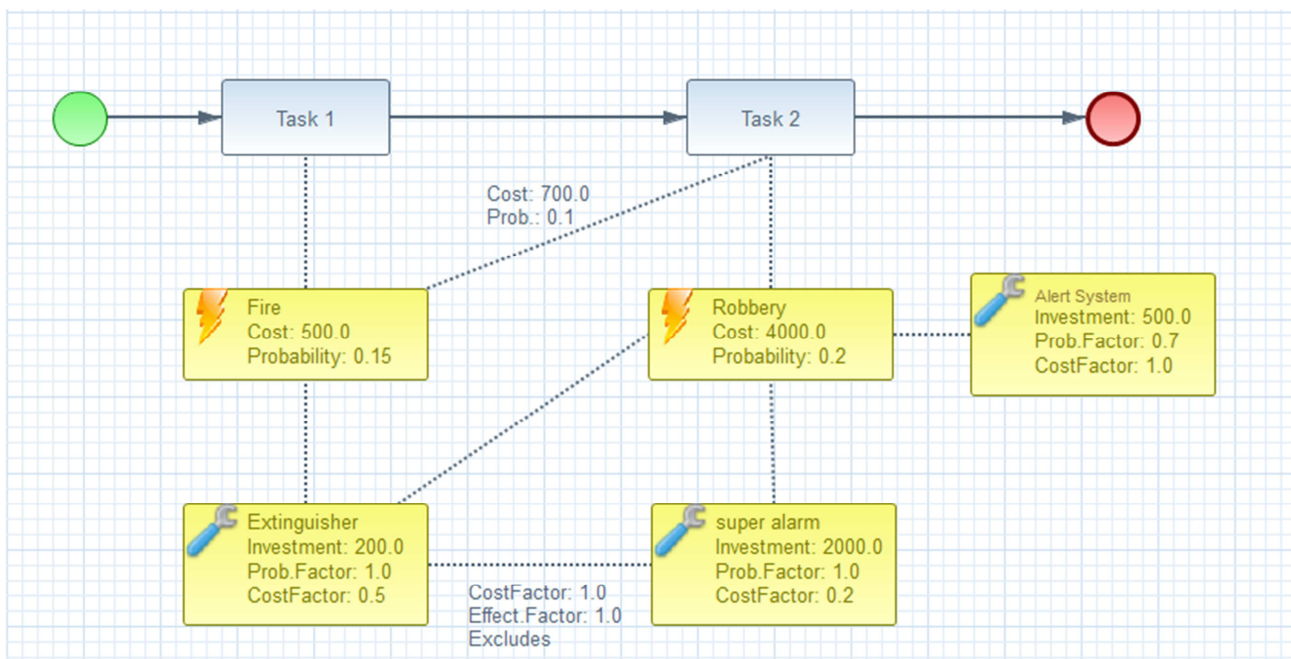 Task 1
Task 2
Cost: 700.0
Prob.: 0.1
Fire
Cost: 500.0
Probability: 0.15
Robbery
Cost: 4000.0
Probability: 0.2
Alert System
Investment: 500.0
Prob.Factor: 0.7
CostFactor: 1.0
Extinguisher
Investment: 200.0
Prob.Factor: 1.0
CostFactor: 0.5
CostFactor: 1.0
Effect.Factor: 1.0
Excludes
super alarm
Investment: 2000.0
Prob.Factor: 1.0
CostFactor: 0.2